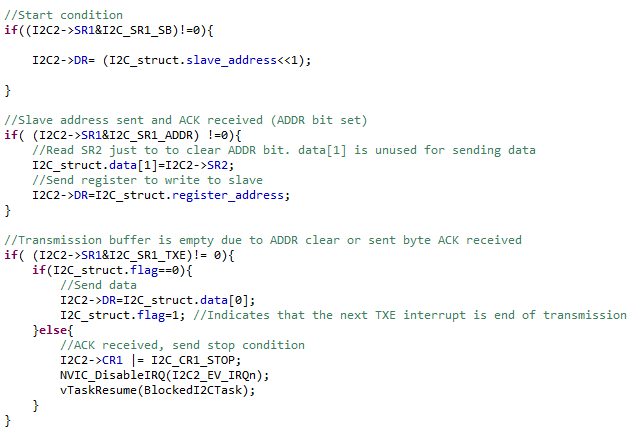 //Start condition
if((I2C2->SR1&I2C_SR1_SB)!=0){
I2C2->DR= (I2C_struct.slave_address<<1);
}
//Slave address sent and ACK received (ADDR bit set)
if( (I2C2->SR1&I2C_SR1_ADDR) !=0){
//Read SR2 just to to clear ADDR bit. data[1] is unused for sending data
I2C_struct.data[1]=I2C2->SR2;
//Send register to write to slave
I2C2->DR=I2C_struct.register_address;
}
//Transmission buffer is empty due to ADDR clear or sent byte ACK received
if( (I2C2->SR1&I2C_SR1_TXE)!= 0){
if(I2C_struct.flag==0){
//Send data
I2C2->DR=I2C_struct.data[0];
I2C_struct.flag=1; //Indicates that the next TXE interrupt is end of transmission
}else{
//ACK received, send stop condition
I2C2->CR1 |= I2C_CR1_STOP;
NVIC_DisableIRQ(I2C2_EV_IRQn);
vTaskResume(BlockedI2CTask);
}
}